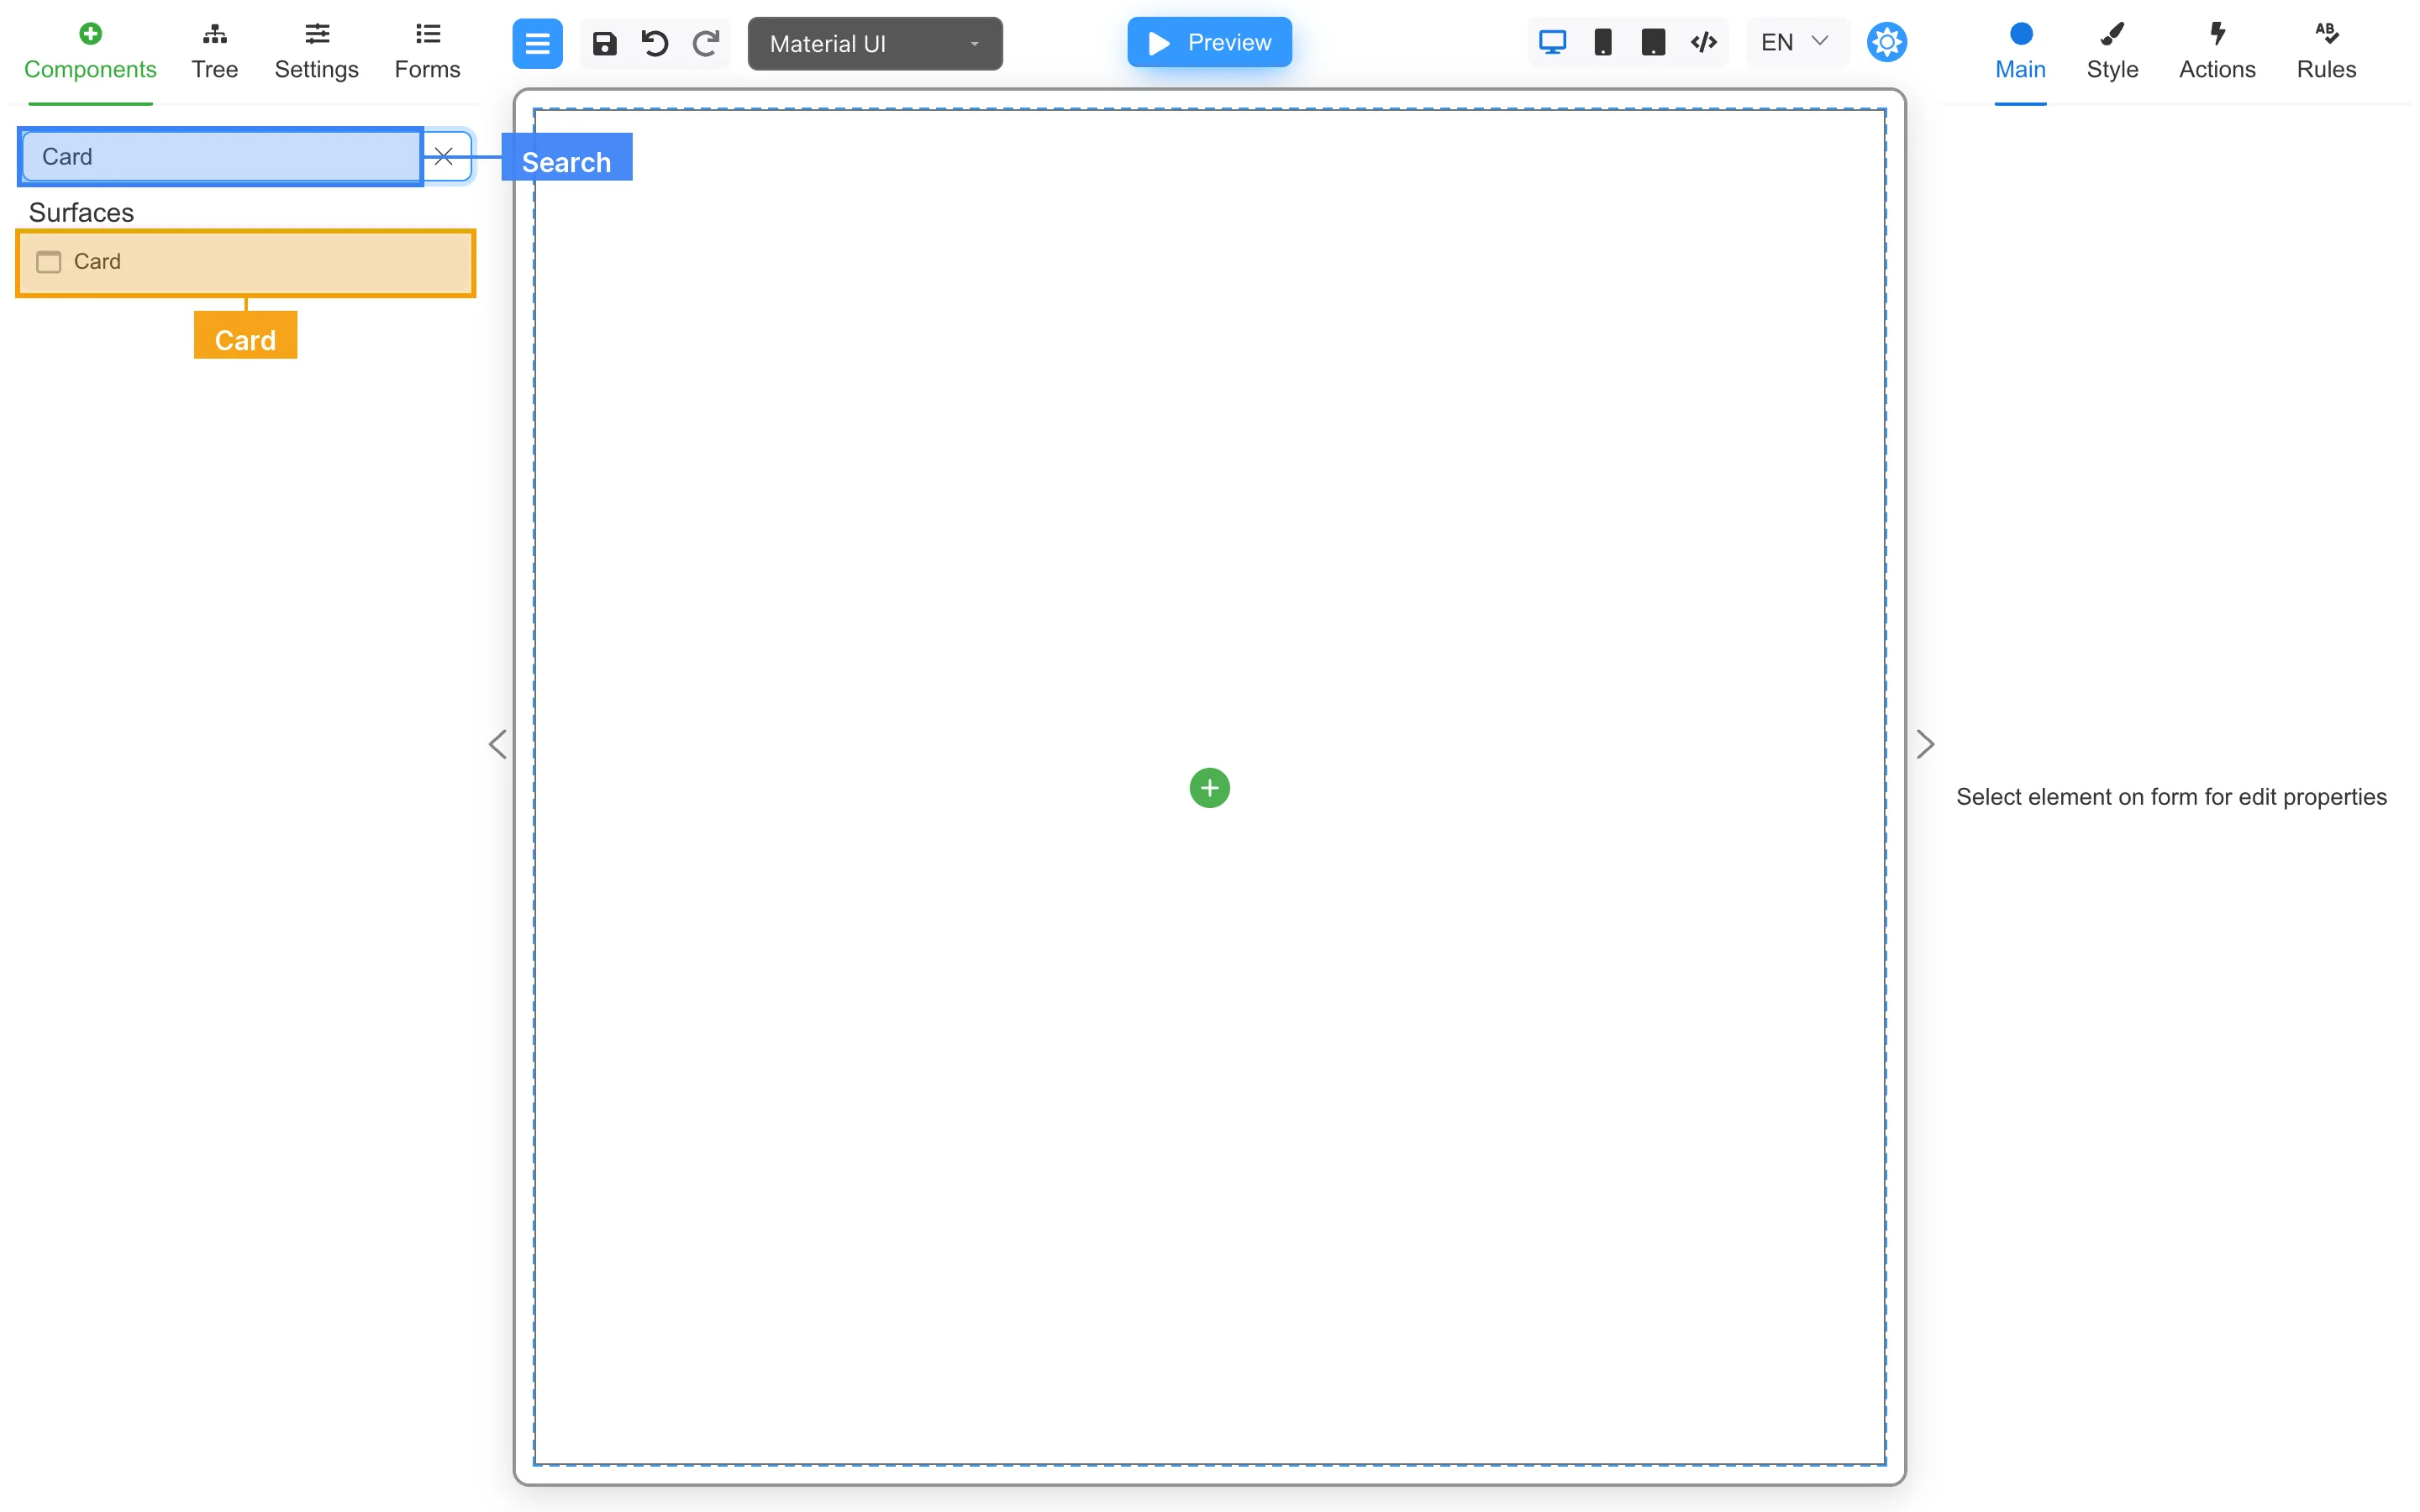 Components Tree Settings Forms
Material UI
Preview
EN
Main Style Actions Rules
Card
Search
Surfaces
Card
Card
Select element on form for edit properties